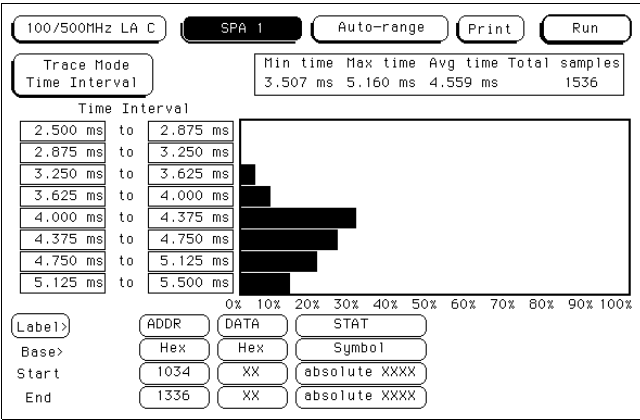 100/500MHz LA C SPA 1 Auto-range Print Run
Trace Mode
Time Interval
Min time Max time Avg time Total samples
3.507 ms 5.160 ms 4.559 ms 1536
Time Interval
2.500 ms to 2.875 ms
2.875 ms to 3.250 ms
3.250 ms to 3.625 ms
3.625 ms to 4.000 ms
4.000 ms to 4.375 ms
4.375 ms to 4.750 ms
4.750 ms to 5.125 ms
5.125 ms to 5.500 ms
0% 10% 20% 30% 40% 50% 60% 70% 80% 90% 100%
Label> ADDR DATA STAT
Base> Hex Hex Symbol
Start 1034 XX absolute XXXX
End 1336 XX absolute XXXX